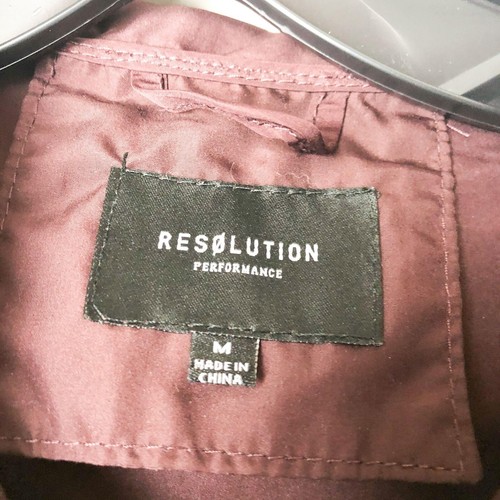 RESØLUTION
PERFORMANCE
M
MADE IN
CHINA